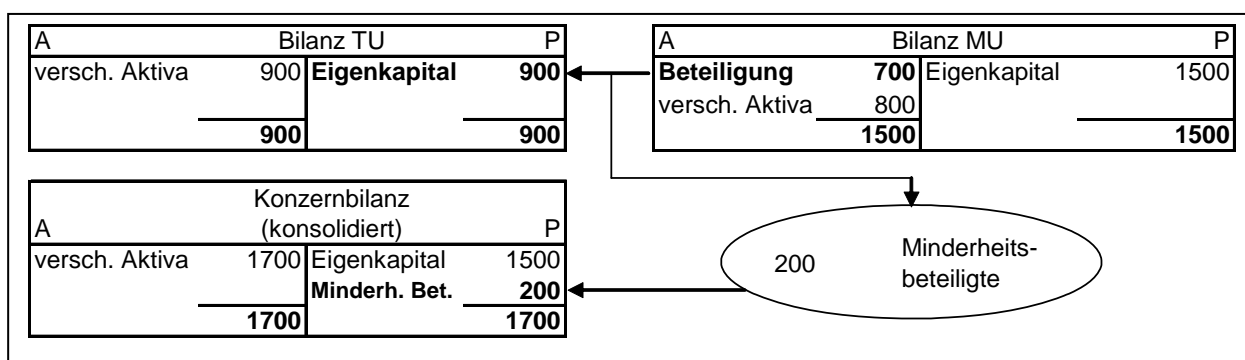 A Bilanz TU P
versch. Aktiva 900 Eigenkapital 900
900 900
A Bilanz MU P
Beteiligung 700 Eigenkapital 1500
versch. Aktiva 800
1500 1500
Konzernbilanz
A (konsolidiert) P
versch. Aktiva 1700 Eigenkapital 1500
Minderh. Bet. 200
1700 1700
200 Minderheits-
beteiligte